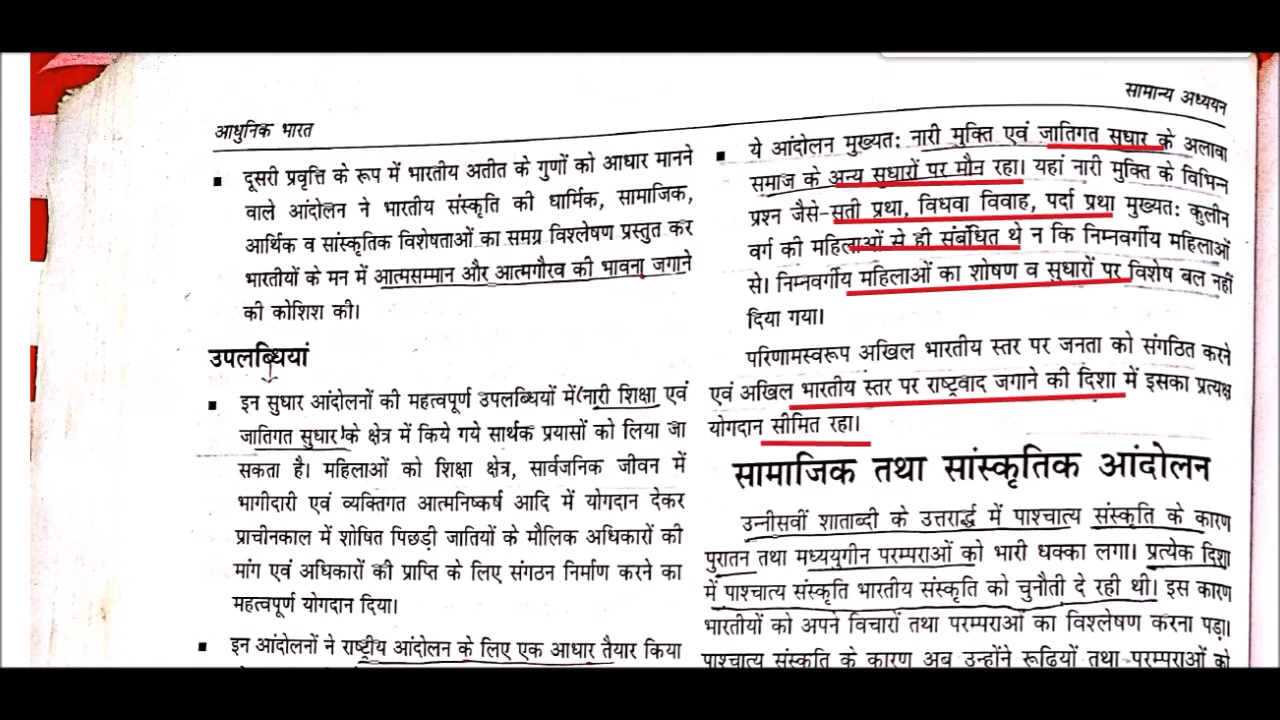 सामान्य अध्ययन
आधुनिक भारत
दूसरी प्रवृत्ति के रूप में भारतीय अतीत के गुणों को आधार मानने
वाले आंदोलन ने भारतीय संस्कृति की धार्मिक, सामाजिक,
आर्थिक व सांस्कृतिक विशेषताओं का समग्र विश्लेषण प्रस्तुत कर
भारतीयों के मन में आत्मसम्मान और आत्मगौरव की भावना जगाने
की कोशिश की।
उपलब्धियां
इन सुधार आंदोलनों की महत्वपूर्ण उपलब्धियों में (नारी शिक्षा एवं
जातिगत सुधार) के क्षेत्र में किये गये सार्थक प्रयासों को लिया जा
सकता है। महिलाओं को शिक्षा क्षेत्र, सार्वजनिक जीवन में
भागीदारी एवं व्यक्तिगत आत्मनिष्कर्ष आदि में योगदान देकर
प्राचीनकाल में शोषित पिछड़ी जातियों के मौलिक अधिकारों की
मांग एवं अधिकारों की प्राप्ति के लिए संगठन निर्माण करने का
महत्वपूर्ण योगदान दिया।
इन आंदोलनों ने राष्ट्रीय आंदोलन के लिए एक आधार तैयार किया
ये आंदोलन मुख्यतः नारी मुक्ति एवं जातिगत सुधार के अलावा
समाज के अन्य सुधारों पर मौन रहा। यहां नारी मुक्ति के विभिन्न
प्रश्न जैसे-सती प्रथा, विधवा विवाह, पर्दा प्रथा मुख्यतः कुलीन
वर्ग की महिलाओं से ही संबंधित थे न कि निम्नवर्गीय महिलाओं
से। निम्नवर्गीय महिलाओं का शोषण व सुधारों पर विशेष बल नहीं
दिया गया।
परिणामस्वरूप अखिल भारतीय स्तर पर जनता को संगठित करने
एवं अखिल भारतीय स्तर पर राष्ट्रवाद जगाने की दिशा में इसका प्रत्यक्ष
योगदान सीमित रहा।
सामाजिक तथा सांस्कृतिक आंदोलन
उन्नीसवीं शाताब्दी के उत्तरार्द्ध में पाश्चात्य संस्कृति के कारण
पुरातन तथा मध्ययुगीन परम्पराओं को भारी धक्का लगा। प्रत्येक दिशा
में पाश्चात्य संस्कृति भारतीय संस्कृति को चुनौती दे रही थी। इस कारण
भारतीयों को अपने विचारों तथा परम्पराओं का विश्लेषण करना पड़ा।
पाश्चात्य संस्कृति के कारण अब उन्होंने रूढ़ियों तथा परम्पराओं को